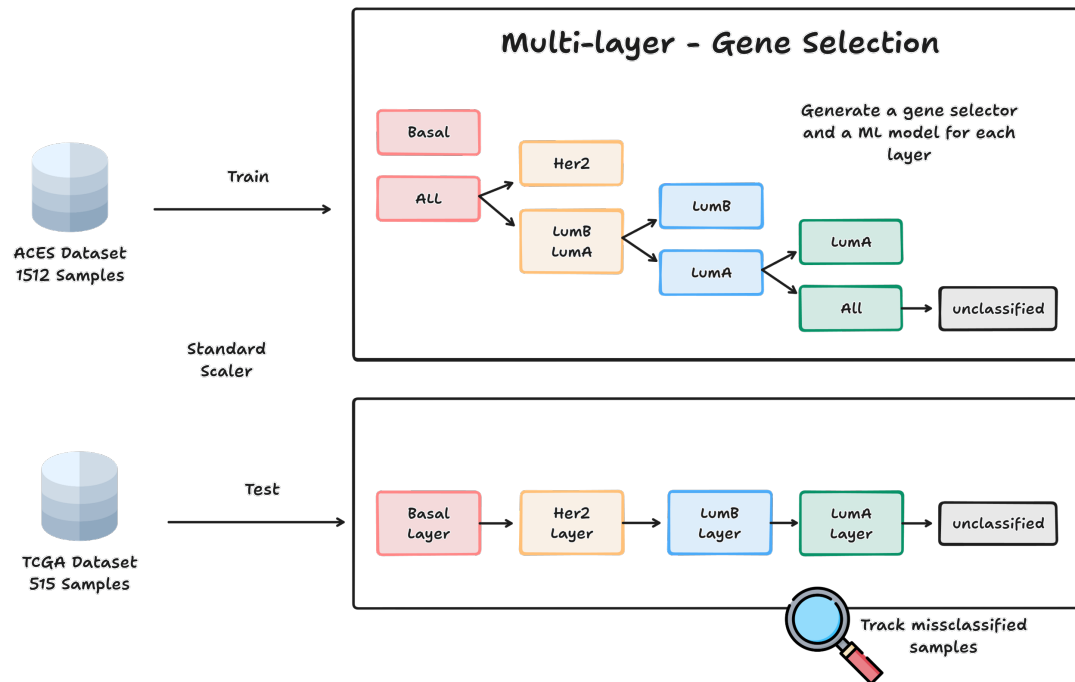 Multi-layer - Gene Selection
Generate a gene selector
and a ML model for each
layer
Basal
All
Her2
LumB
LumA
LumB
LumA
LumA
All
unclassified
Train
ACES Dataset
1512 Samples
Standard
Scaler
Test
TCGA Dataset
515 Samples
Basal
Layer
Her2
Layer
LumB
Layer
LumA
Layer
unclassified
Track missclassified
samples